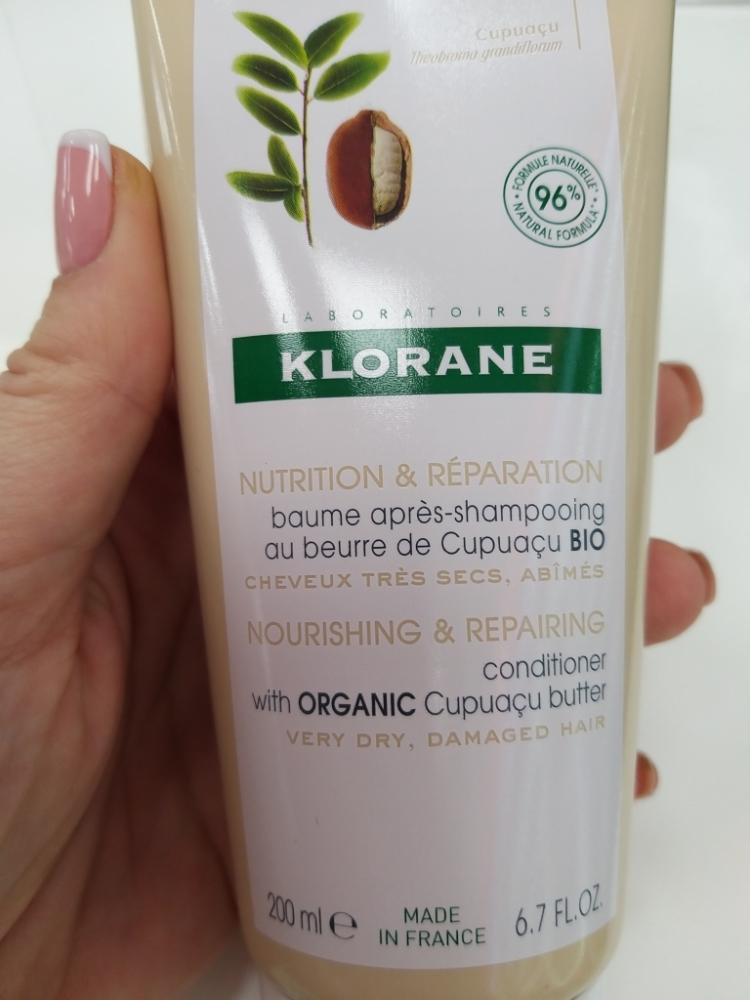 Cupuaçu
Theobroma grandiflorum
FORMULE NATURELLE
96%
NATURAL FORMULA
LABORATOIRES
KLORANE
NUTRITION & RÉPARATION
baume après-shampooing
au beurre de Cupuaçu BIO
CHEVEUX TRÈS SECS, ABÎMÉS
NOURISHING & REPAIRING
conditioner
with ORGANIC Cupuaçu butter
VERY DRY, DAMAGED HAIR
200 ml e
MADE
IN FRANCE
6.7 FL.OZ.